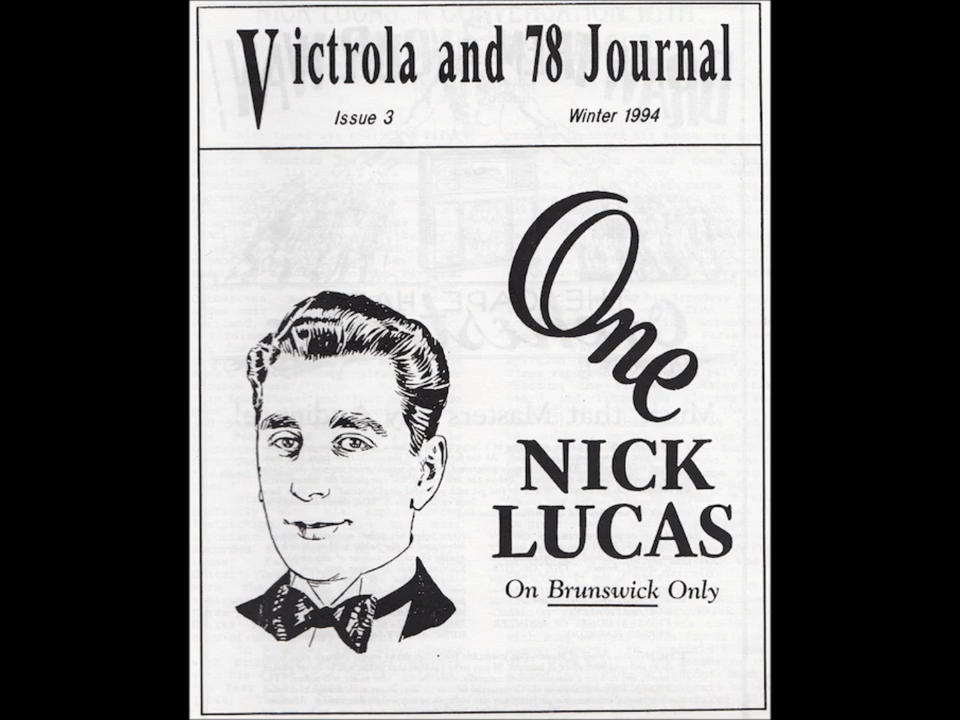 Victrola and 78 Journal
Issue 3 Winter 1994
One
NICK
LUCAS
On Brunswick Only